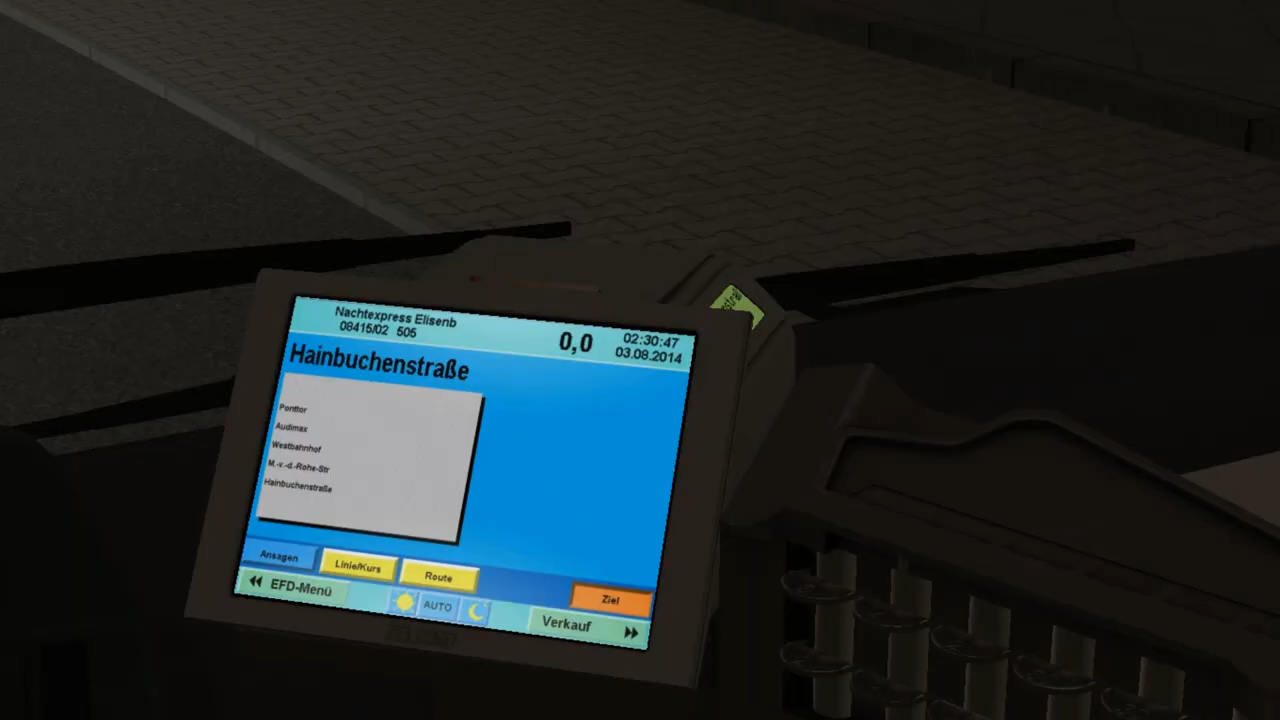 Nachtexpress Elisenb
08415/02 505
0,0
02:30:47
03.08.2014
Hainbuchenstraße
Ponttor
Audimax
Westbahnhof
M.-v.-d.-Rohe-Str
Hainbuchenstraße
Ansagen
Linie/Kurs
Route
Ziel
EFD-Menü
AUTO
Verkauf